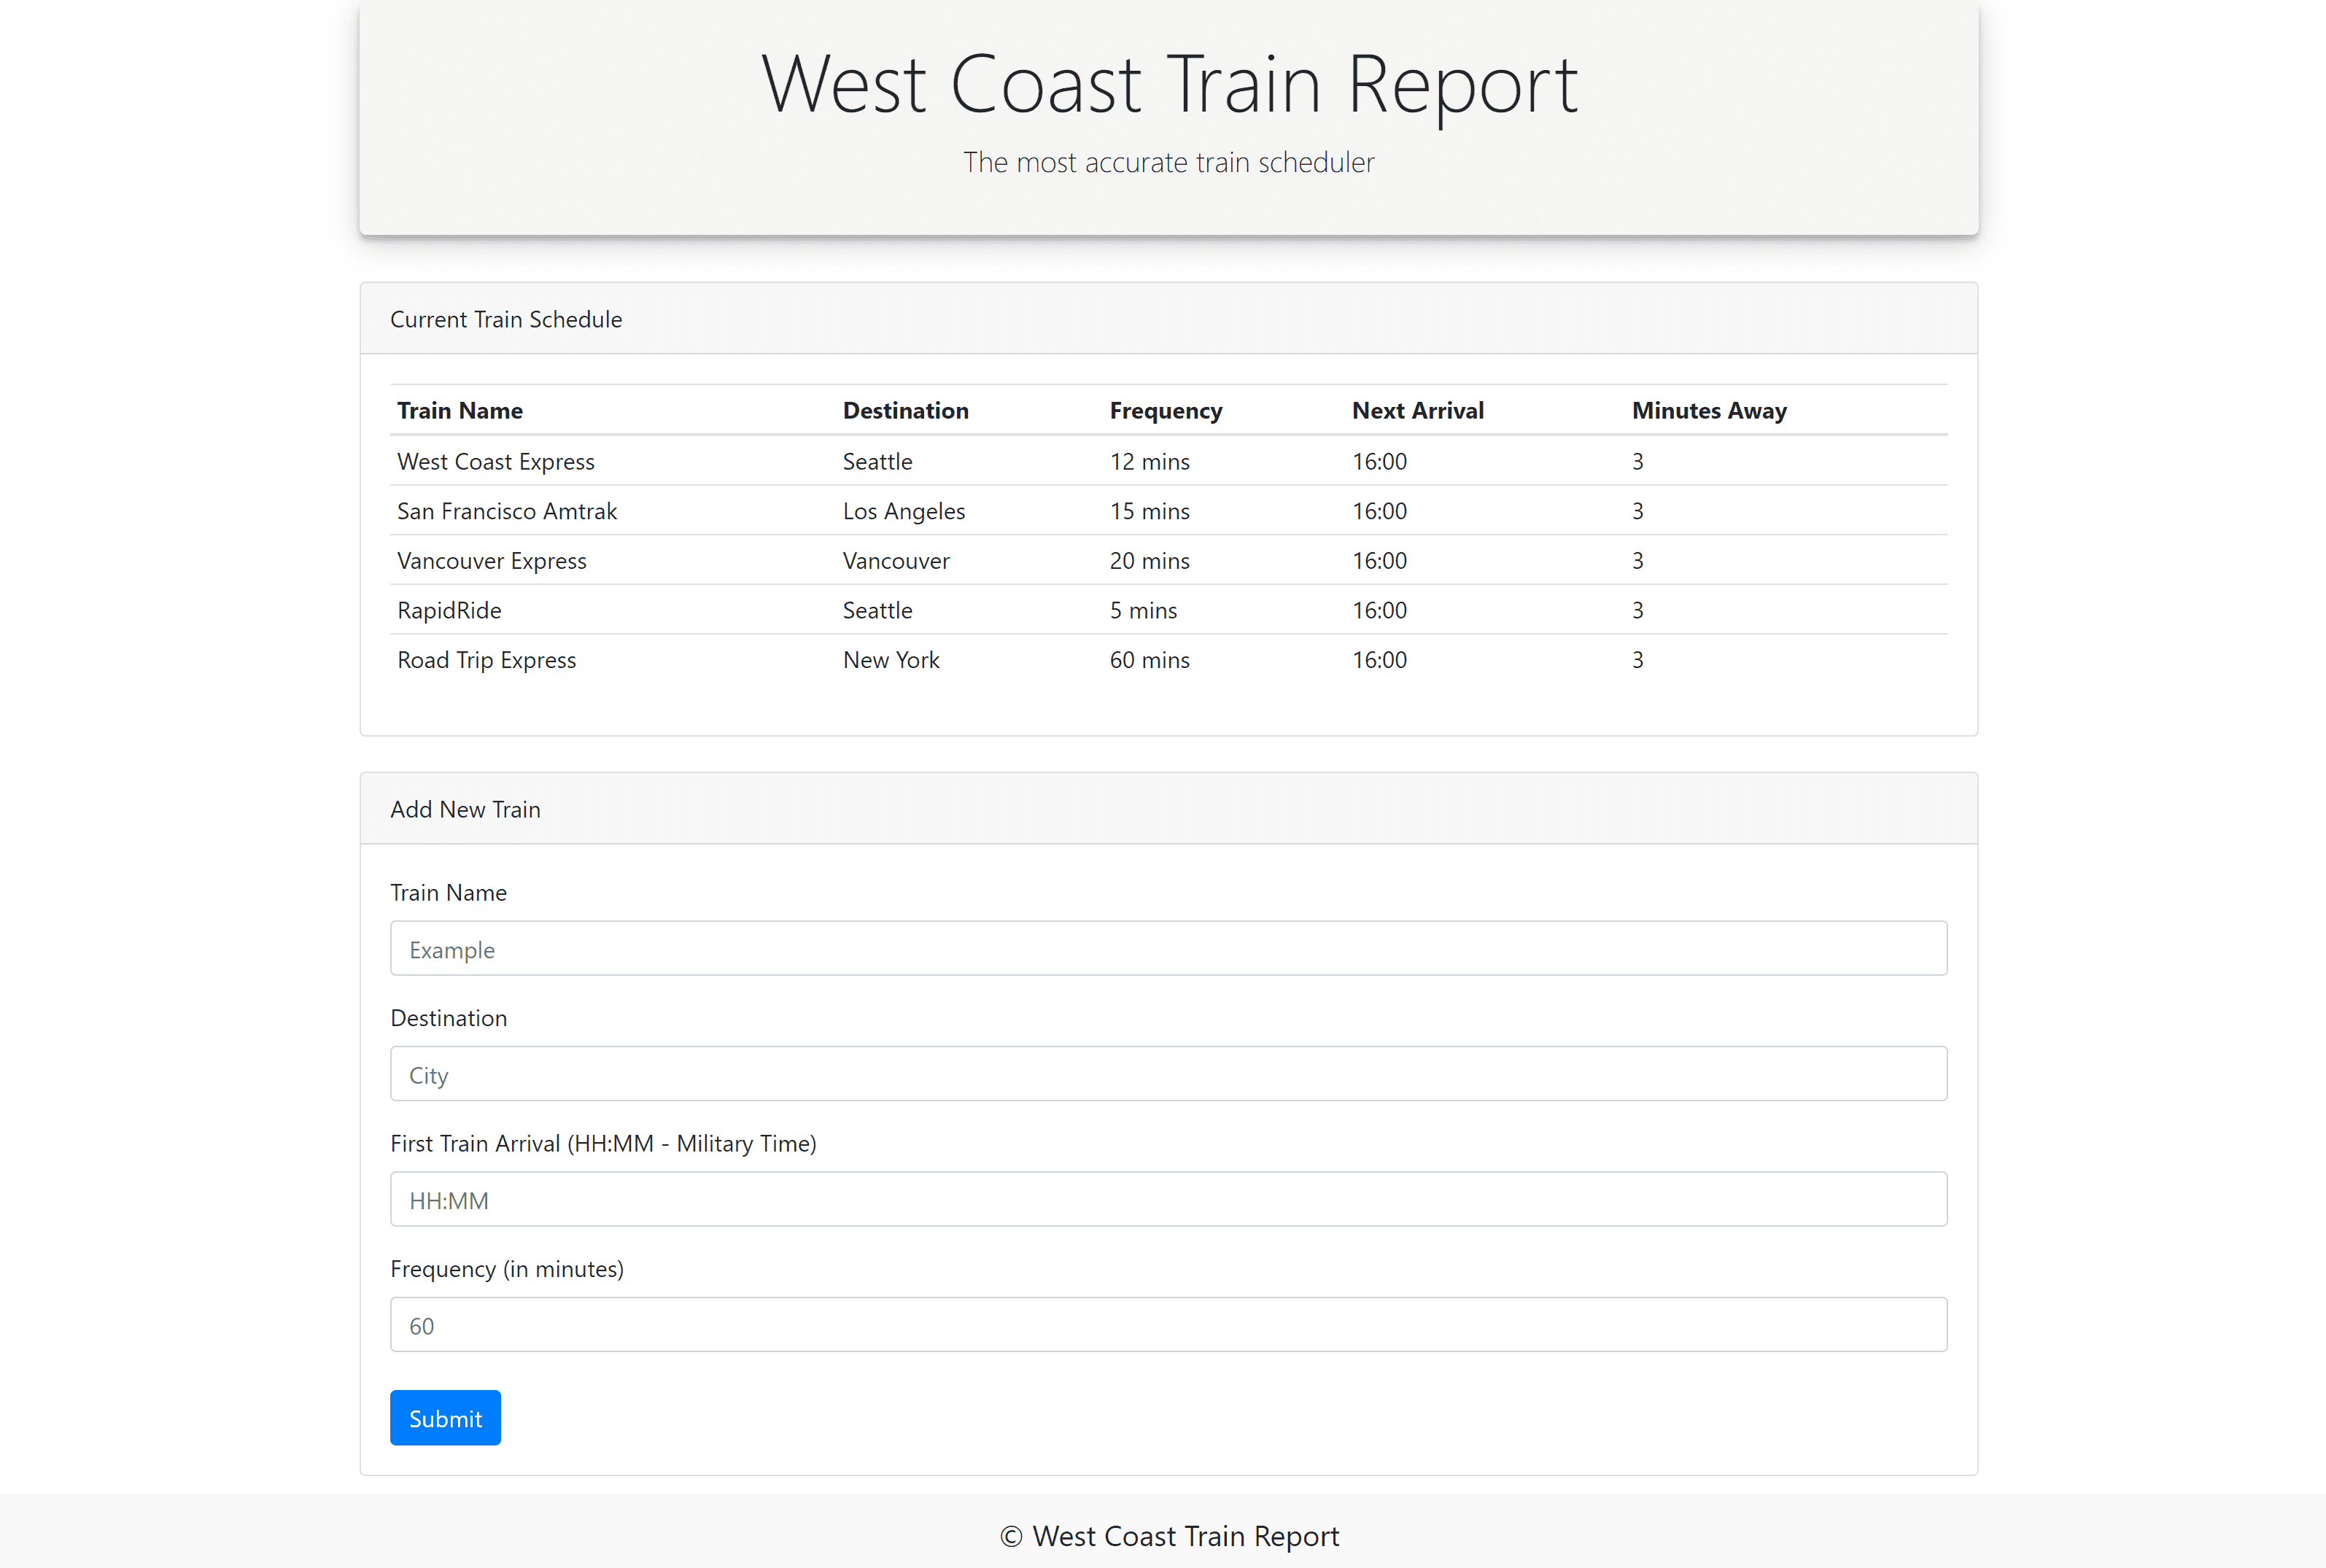 West Coast Train Report
The most accurate train scheduler
Current Train Schedule
Train Name Destination Frequency Next Arrival Minutes Away
West Coast Express Seattle 12 mins 16:00 3
San Francisco Amtrak Los Angeles 15 mins 16:00 3
Vancouver Express Vancouver 20 mins 16:00 3
RapidRide Seattle 5 mins 16:00 3
Road Trip Express New York 60 mins 16:00 3
Add New Train
Train Name
Example
Destination
City
First Train Arrival (HH:MM - Military Time)
HH:MM
Frequency (in minutes)
60
Submit
© West Coast Train Report